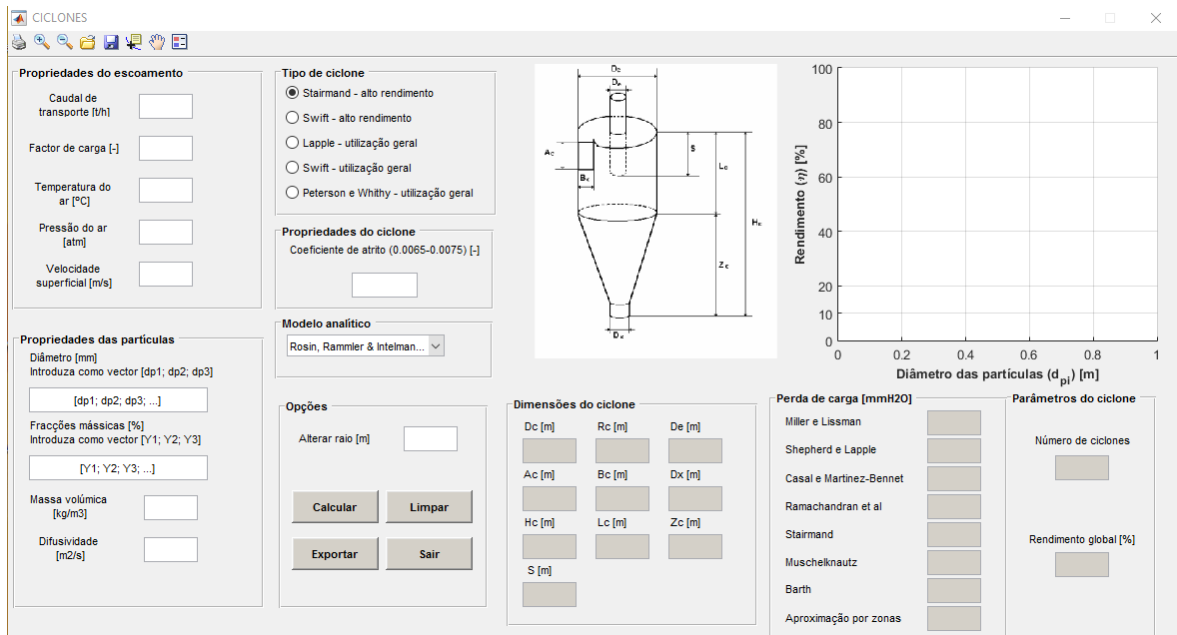 CICLONES
Propriedades do escoamento
Caudal de
transporte [t/h]
Factor de carga [-]
Temperatura do
ar [ºC]
Pressão do ar
[atm]
Velocidade
superficial [m/s]
Propriedades das partículas
Diâmetro [mm]
Introduza como vector [dp1; dp2; dp3]
[dp1; dp2; dp3; ...]
Fracções mássicas [%]
Introduza como vector [Y1; Y2; Y3]
[Y1; Y2; Y3; ...]
Massa volúmica
[kg/m3]
Difusividade
[m2/s]
Tipo de ciclone
Stairmand - alto rendimento
Swift - alto rendimento
Lapple - utilização geral
Swift - utilização geral
Peterson e Whithy - utilização geral
Propriedades do ciclone
Coeficiente de atrito (0.0065-0.0075) [-]
Modelo analítico
Rosin, Rammler & Intelman...
Opções
Alterar raio [m]
Calcular
Limpar
Exportar
Sair
Dc
De
Ac
Bc
S
Lc
Hc
Zc
Dx
Rendimento (η) [%]
100
80
60
40
20
10
0
0
0.2
0.4
0.6
0.8
1
Diâmetro das partículas (dpi) [m]
Dimensões do ciclone
Dc [m]
Rc [m]
De [m]
Ac [m]
Bc [m]
Dx [m]
Hc [m]
Lc [m]
Zc [m]
S [m]
Perda de carga [mmH2O]
Miller e Lissman
Shepherd e Lapple
Casal e Martinez-Bennet
Ramachandran et al
Stairmand
Muschelknautz
Barth
Aproximação por zonas
Parâmetros do ciclone
Número de ciclones
Rendimento global [%]